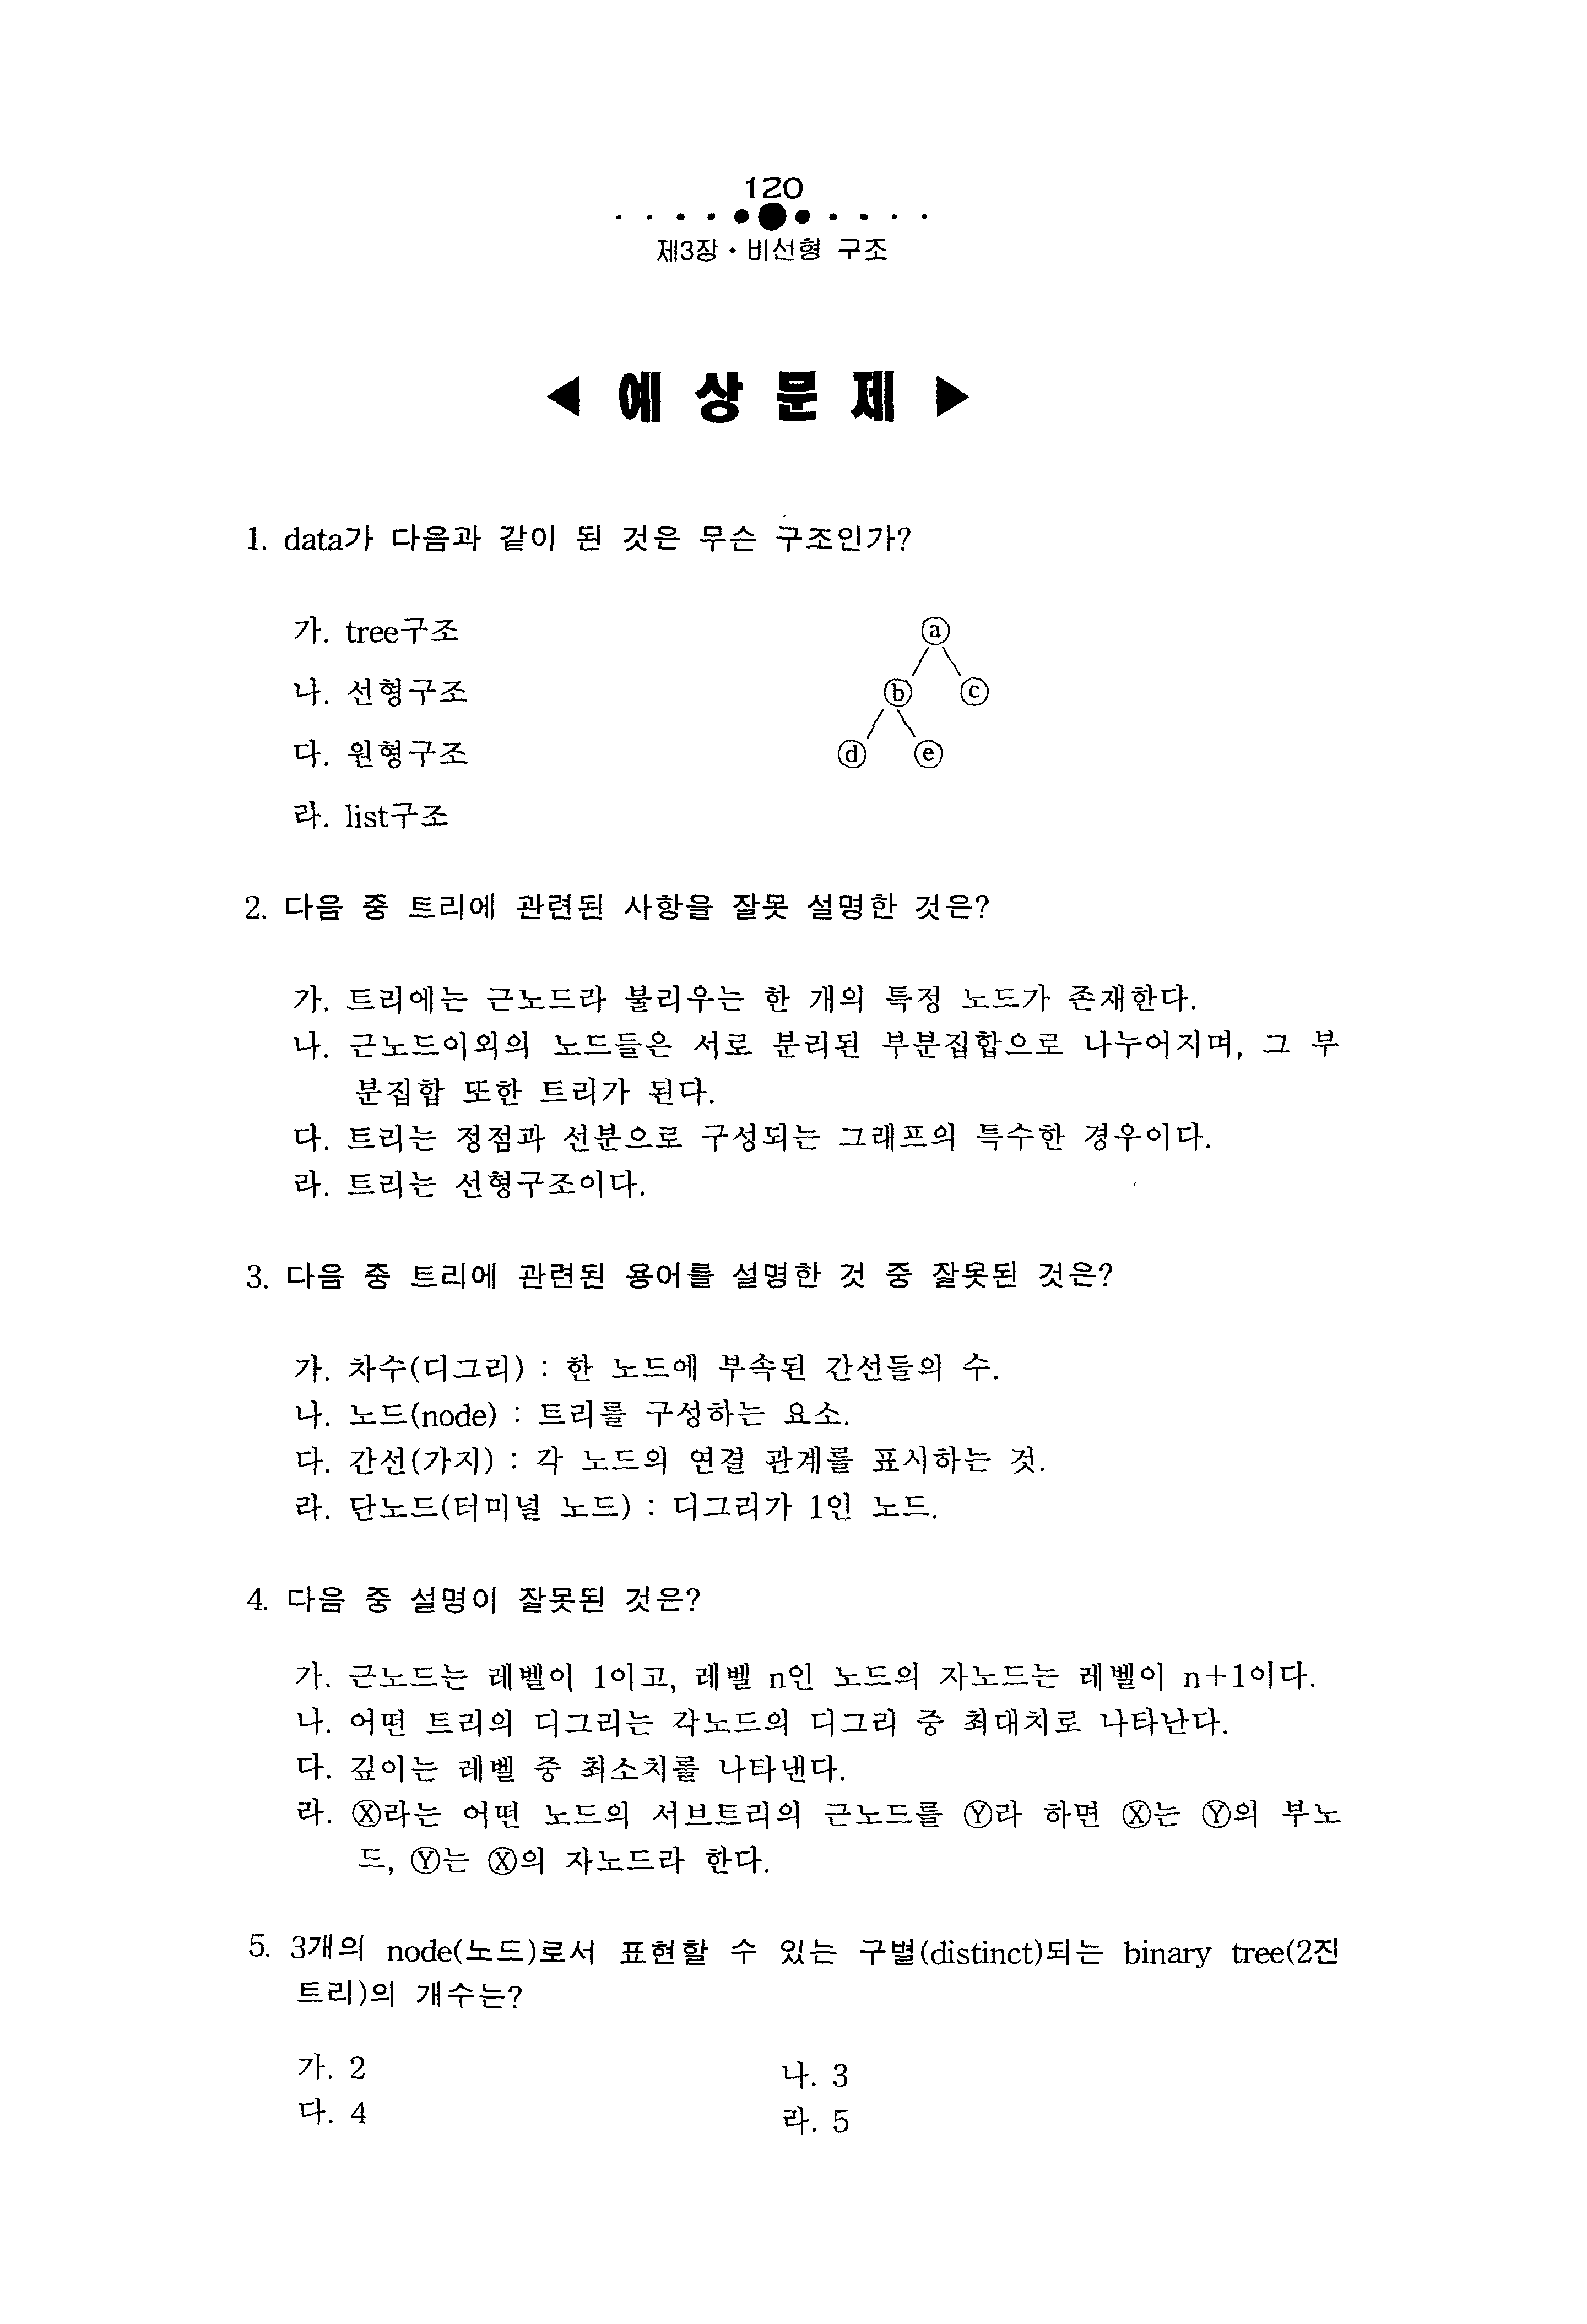 120
제3장 • 비선형 구조
◀ 예 상 문 제 ▶
1. data가 다음과 같이 된 것은 무슨 구조인가?
가. tree구조
나. 선형구조
다. 원형구조
라. list구조
ⓐ
ⓑ ⓒ
ⓓ ⓔ
2. 다음 중 트리에 관련된 사항을 잘못 설명한 것은?
가. 트리에는 근노드라 불리우는 한 개의 특정 노드가 존재한다.
나. 근노드이외의 노드들은 서로 분리된 부분집합으로 나누어지며, 그 부
분집합 또한 트리가 된다.
다. 트리는 정점과 선분으로 구성되는 그래프의 특수한 경우이다.
라. 트리는 선형구조이다.
3. 다음 중 트리에 관련된 용어를 설명한 것 중 잘못된 것은?
가. 차수(디그리) : 한 노드에 부속된 간선들의 수.
나. 노드(node) : 트리를 구성하는 요소.
다. 간선(가지) : 각 노드의 연결 관계를 표시하는 것.
라. 단노드(터미널 노드) : 디그리가 1인 노드.
4. 다음 중 설명이 잘못된 것은?
가. 근노드는 레벨이 1이고, 레벨 n인 노드의 자노드는 레벨이 n+1이다.
나. 어떤 트리의 디그리는 각노드의 디그리 중 최대치로 나타난다.
다. 깊이는 레벨 중 최소치를 나타낸다.
라. Ⓧ라는 어떤 노드의 서브트리의 근노드를 Ⓨ라 하면 Ⓧ는 Ⓨ의 부노
드, Ⓨ는 Ⓧ의 자노드라 한다.
5. 3개의 node(노드)로서 표현할 수 있는 구별(distinct)되는 binary tree(2진
트리)의 개수는?
가. 2 나. 3
다. 4 라. 5